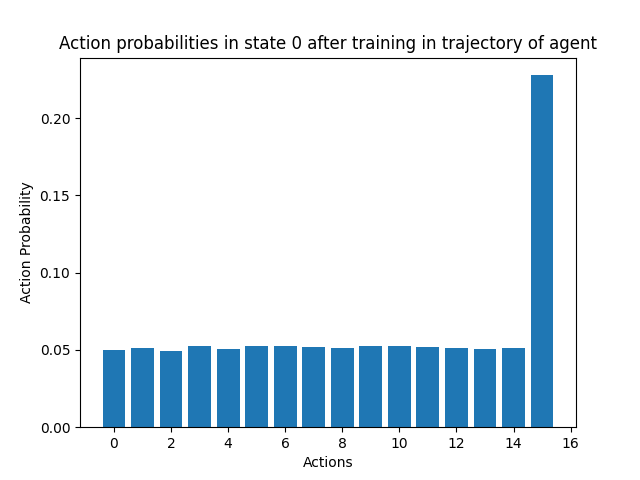 Action probabilities in state 0 after training in trajectory of agent
0.20
0.15
0.10
0.05
0.00
Action Probability
0 2 4 6 8 10 12 14 16
Actions